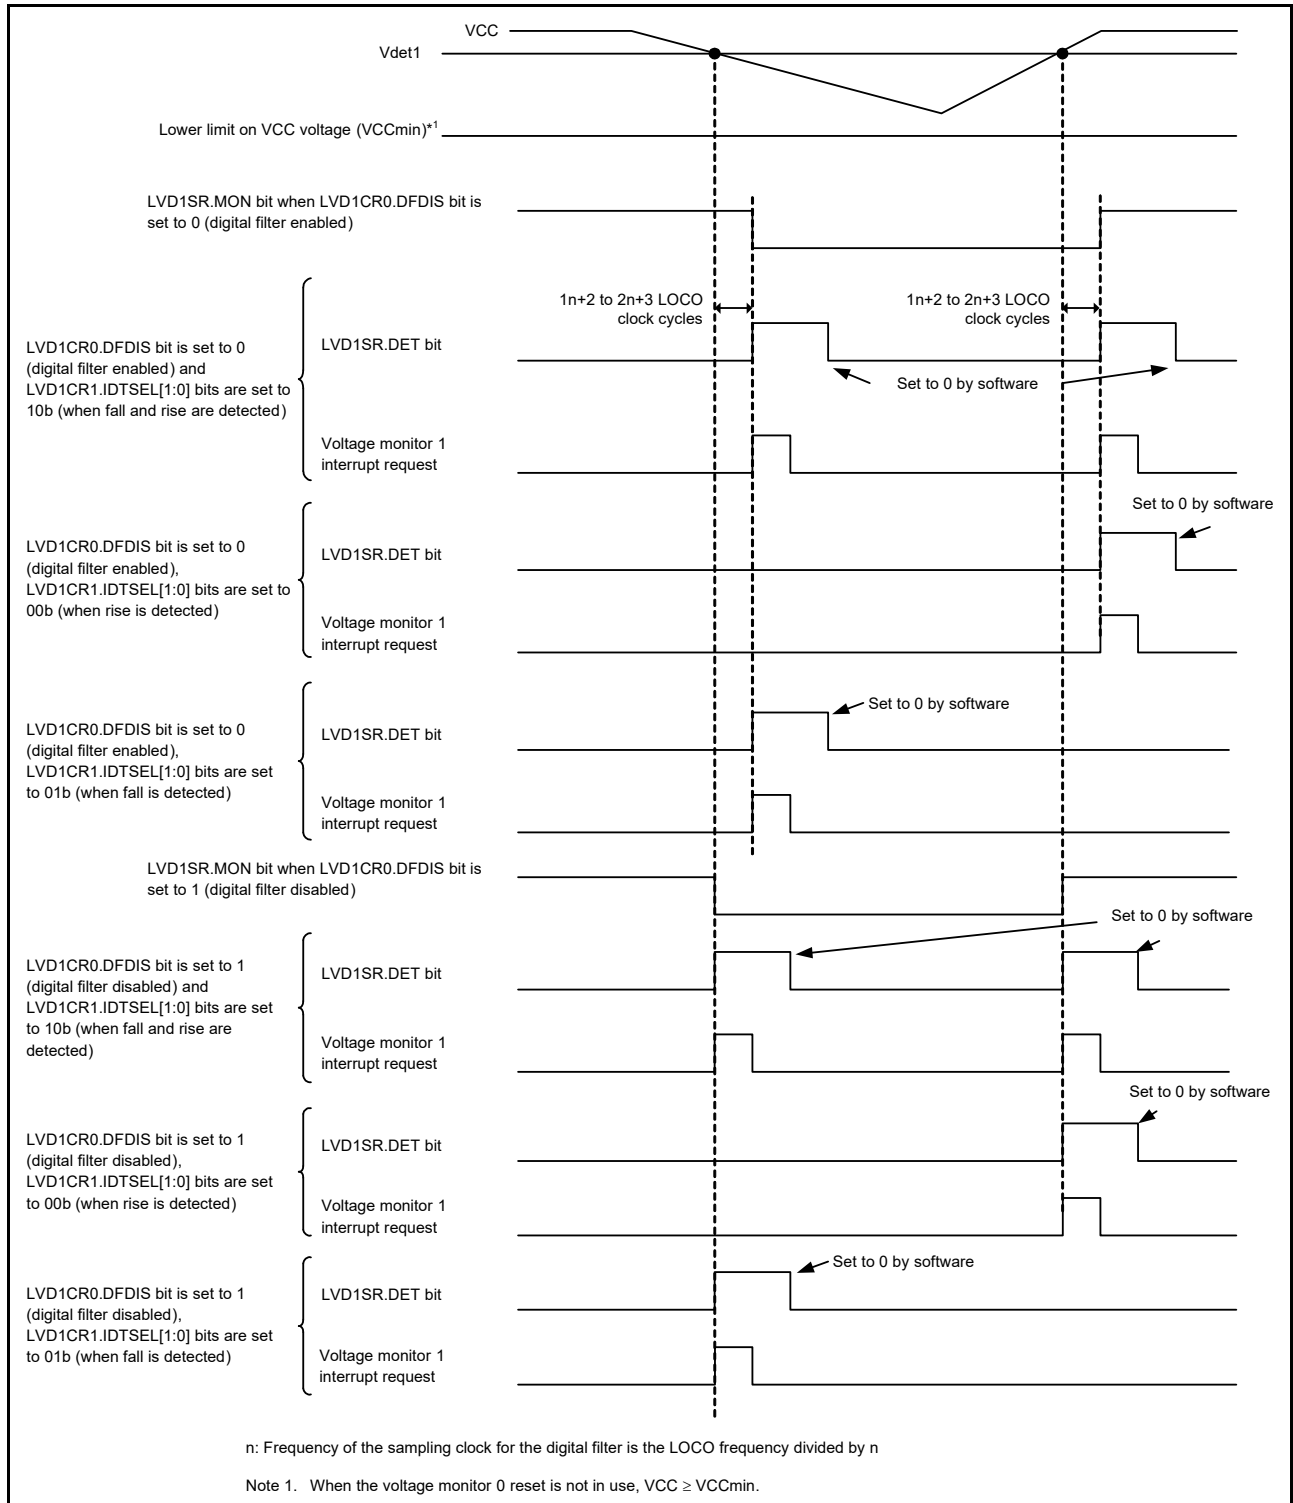 VCC
Vdet1
Lower limit on VCC voltage (VCCmin)*1
LVD1SR.MON bit when LVD1CR0.DFDIS bit is
set to 0 (digital filter enabled)
1n+2 to 2n+3 LOCO
clock cycles
1n+2 to 2n+3 LOCO
clock cycles
LVD1CR0.DFDIS bit is set to 0
(digital filter enabled) and
LVD1CR1.IDTSEL[1:0] bits are set to
10b (when fall and rise are detected)
LVD1SR.DET bit
Set to 0 by software
Voltage monitor 1
interrupt request
Set to 0 by software
LVD1CR0.DFDIS bit is set to 0
(digital filter enabled),
LVD1CR1.IDTSEL[1:0] bits are set to
00b (when rise is detected)
LVD1SR.DET bit
Voltage monitor 1
interrupt request
Set to 0 by software
LVD1CR0.DFDIS bit is set to 0
(digital filter enabled),
LVD1CR1.IDTSEL[1:0] bits are set
to 01b (when fall is detected)
LVD1SR.DET bit
Voltage monitor 1
interrupt request
LVD1SR.MON bit when LVD1CR0.DFDIS bit is
set to 1 (digital filter disabled)
Set to 0 by software
LVD1CR0.DFDIS bit is set to 1
(digital filter disabled) and
LVD1CR1.IDTSEL[1:0] bits are set
to 10b (when fall and rise are
detected)
LVD1SR.DET bit
Voltage monitor 1
interrupt request
Set to 0 by software
LVD1CR0.DFDIS bit is set to 1
(digital filter disabled),
LVD1CR1.IDTSEL[1:0] bits are set
to 00b (when rise is detected)
LVD1SR.DET bit
Voltage monitor 1
interrupt request
Set to 0 by software
LVD1CR0.DFDIS bit is set to 1
(digital filter disabled),
LVD1CR1.IDTSEL[1:0] bits are set
to 01b (when fall is detected)
LVD1SR.DET bit
Voltage monitor 1
interrupt request
n: Frequency of the sampling clock for the digital filter is the LOCO frequency divided by n
Note 1. When the voltage monitor 0 reset is not in use, VCC ≥ VCCmin.